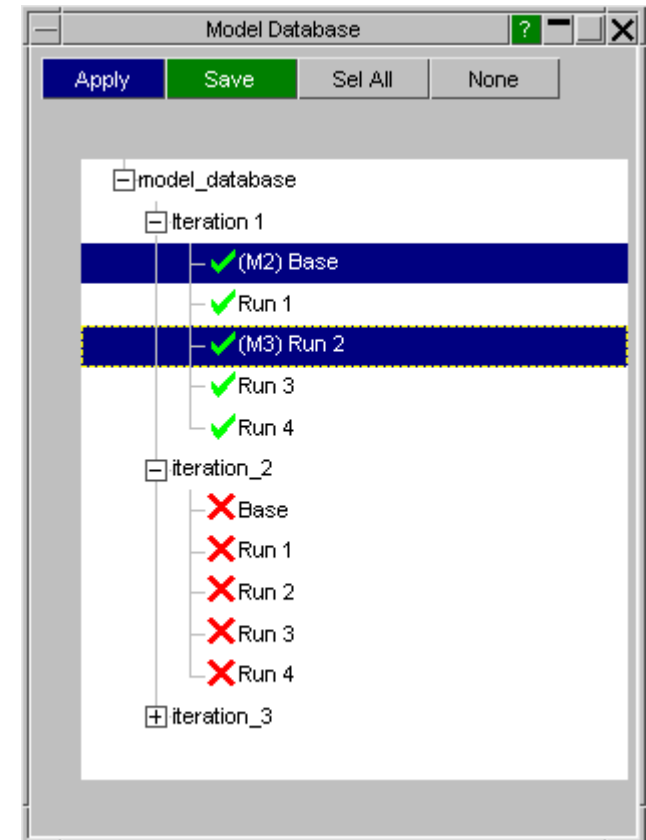 Model Database ?
Apply Save Sel All None
model_database
Iteration 1
(M2) Base
Run 1
(M3) Run 2
Run 3
Run 4
iteration_2
Base
Run 1
Run 2
Run 3
Run 4
iteration_3